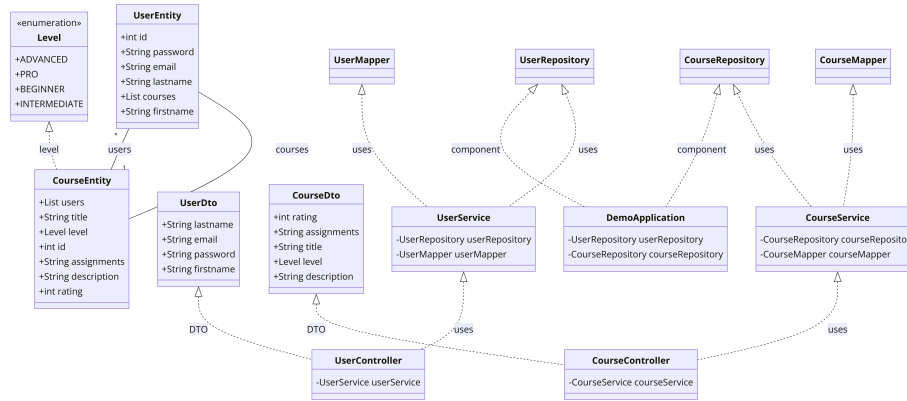 «enumeration»
Level
+ADVANCED
+PRO
+BEGINNER
+INTERMEDIATE
UserEntity
+int id
+String password
+String email
+String lastname
+List courses
+String firstname
UserMapper
UserRepository
CourseRepository
CourseMapper
*
level
users
courses
uses
component
uses
component
uses
uses
1
CourseEntity
+List users
+String title
+Level level
+int id
+String assignments
+String description
+int rating
UserDto
+String lastname
+String email
+String password
+String firstname
CourseDto
+int rating
+String assignments
+String title
+Level level
+String description
UserService
-UserRepository userRepository
-UserMapper userMapper
DemoApplication
-UserRepository userRepository
-CourseRepository courseRepository
CourseService
-CourseRepository courseReposito
-CourseMapper courseMapper
DTO
DTO
uses
uses
UserController
-UserService userService
CourseController
-CourseService courseService